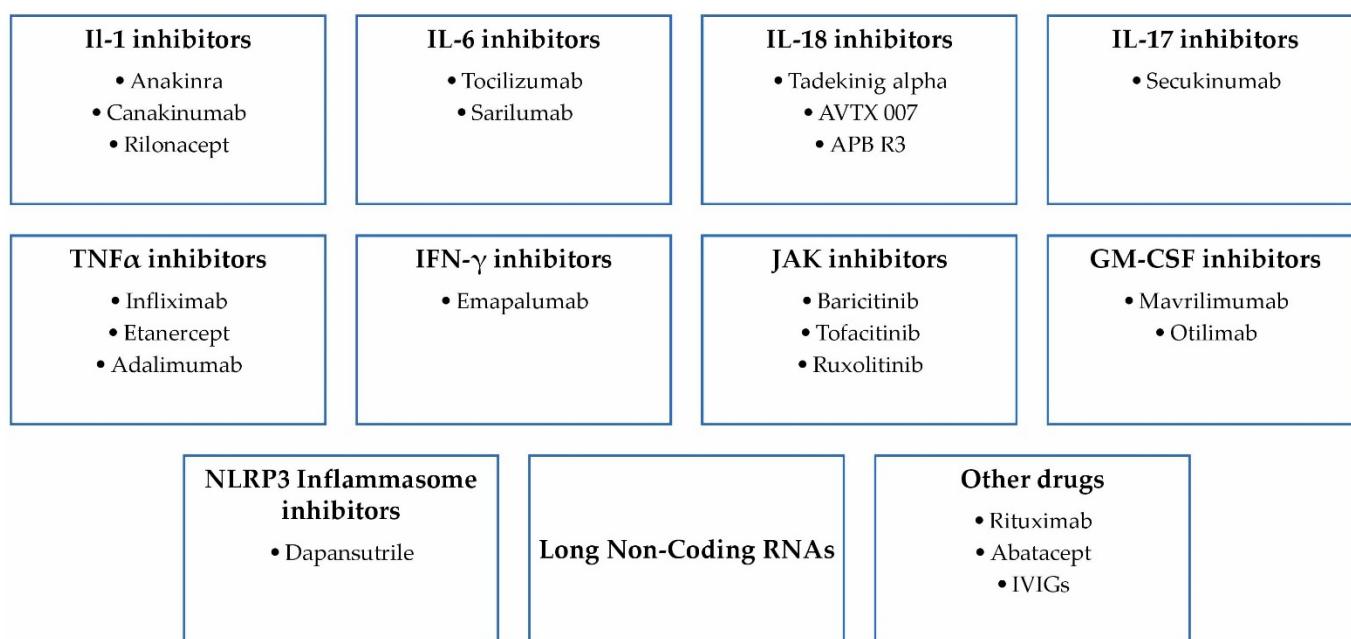 Il-1 inhibitors
• Anakinra
• Canakinumab
• Rilonacept
IL-6 inhibitors
• Tocilizumab
• Sarilumab
IL-18 inhibitors
• Tadekinig alpha
• AVTX 007
• APB R3
IL-17 inhibitors
• Secukinumab
TNFα inhibitors
• Infliximab
• Etanercept
• Adalimumab
IFN-γ inhibitors
• Emapalumab
JAK inhibitors
• Baricitinib
• Tofacitinib
• Ruxolitinib
GM-CSF inhibitors
• Mavrilimumab
• Otilimab
NLRP3 Inflammasome
inhibitors
• Dapansutrile
Long Non-Coding RNAs
Other drugs
• Rituximab
• Abatacept
• IVIGs